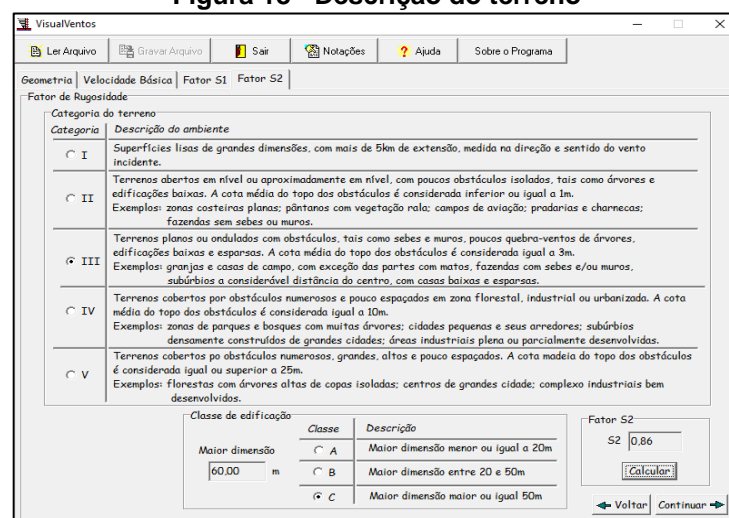 Figura 18 - Descrição do terreno
VisualVentos
Ler Arquivo Gravar Arquivo Sair Notações Ajuda Sobre o Programa
Geometria Velocidade Básica Fator S1 Fator S2
Fator de Rugosidade
Categoria do terreno
Categoria Descrição do ambiente
I
Superfícies lisas de grandes dimensões, com mais de 5km de extensão, medida na direção e sentido do vento
incidente.
II
Terrenos abertos em nível ou aproximadamente em nível, com poucos obstáculos isolados, tais como árvores e
edificações baixas. A cota média do topo dos obstáculos é considerada inferior ou igual a 1m.
Exemplos: zonas costeiras planas; pântanos com vegetação rala; campos de aviação; pradarias e charnecas;
fazendas sem sebes ou muros.
III
Terrenos planos ou ondulados com obstáculos, tais como sebes e muros, poucos quebra-ventos de árvores,
edificações baixas e esparsas. A cota média do topo dos obstáculos é considerada igual a 3m.
Exemplos: granjas e casas de campo, com exceção das partes com matos, fazendas com sebes e/ou muros,
subúrbios a considerável distância do centro, com casas baixas e esparsas.
IV
Terrenos cobertos por obstáculos numerosos e pouco espaçados em zona florestal, industrial ou urbanizada. A cota
média do topo dos obstáculos é considerada igual a 10m.
Exemplos: zonas de parques e bosques com muitas árvores; cidades pequenas e seus arredores; subúrbios
densamente construídos de grandes cidades; áreas industriais plena ou parcialmente desenvolvidas.
V
Terrenos cobertos po obstáculos numerosos, grandes, altos e pouco espaçados. A cota madeia do topo dos obstáculos
é considerada igual ou superior a 25m.
Exemplos: florestas com árvores altas de copas isoladas; centros de grandes cidade; complexo industriais bem
desenvolvidos.
Classe de edificação
Maior dimensão
60,00 m
Classe Descrição
A Maior dimensão menor ou igual a 20m
B Maior dimensão entre 20 e 50m
C Maior dimensão maior ou igual 50m
Fator S2
S2 0,86
Calcular
Voltar Continuar